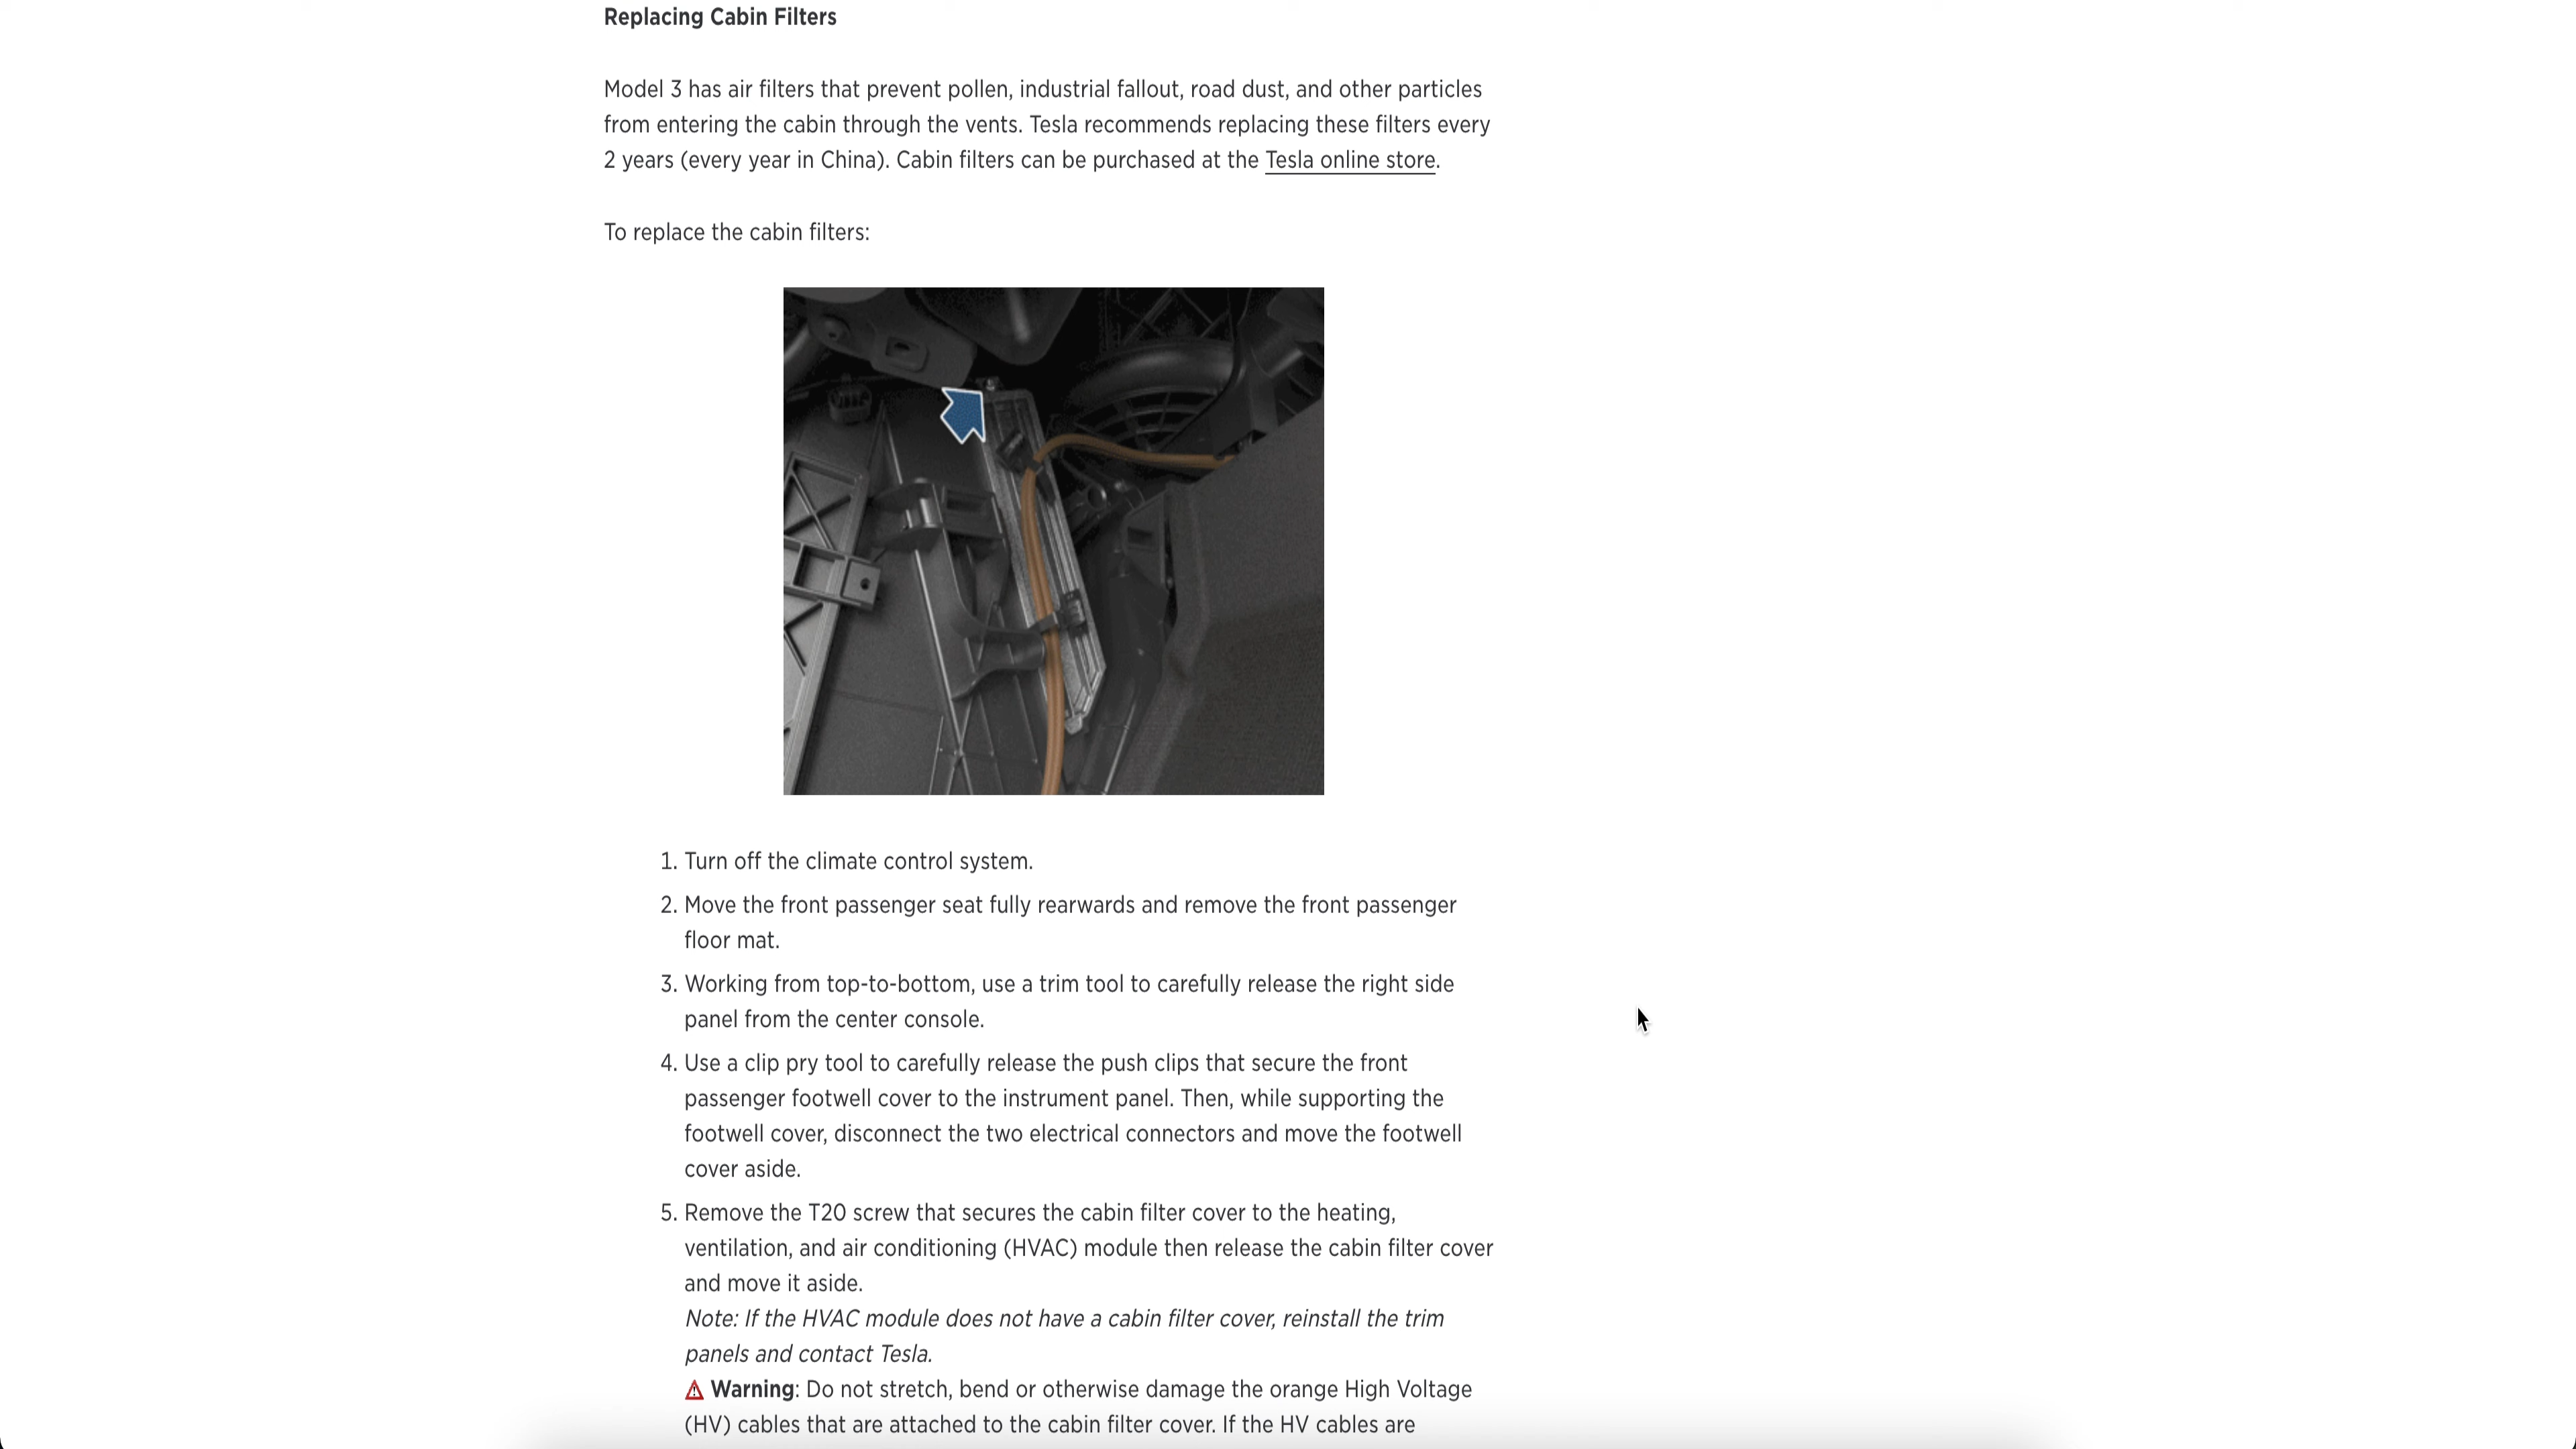 Replacing Cabin Filters
Model 3 has air filters that prevent pollen, industrial fallout, road dust, and other particles
from entering the cabin through the vents. Tesla recommends replacing these filters every
2 years (every year in China). Cabin filters can be purchased at the Tesla online store.
To replace the cabin filters:
1. Turn off the climate control system.
2. Move the front passenger seat fully rearwards and remove the front passenger
floor mat.
3. Working from top-to-bottom, use a trim tool to carefully release the right side
panel from the center console.
4. Use a clip pry tool to carefully release the push clips that secure the front
passenger footwell cover to the instrument panel. Then, while supporting the
footwell cover, disconnect the two electrical connectors and move the footwell
cover aside.
5. Remove the T20 screw that secures the cabin filter cover to the heating,
ventilation, and air conditioning (HVAC) module then release the cabin filter cover
and move it aside.
Note: If the HVAC module does not have a cabin filter cover, reinstall the trim
panels and contact Tesla.
Warning: Do not stretch, bend or otherwise damage the orange High Voltage
(HV) cables that are attached to the cabin filter cover. If the HV cables are